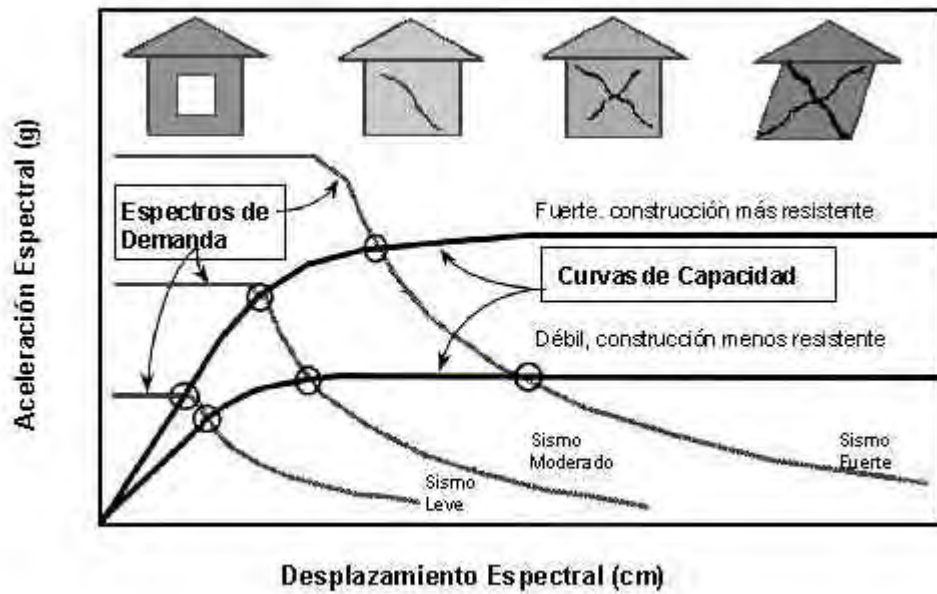 Aceleración Espectral (g)
Espectros de
Demanda
Fuerte. construcción más resistente
Curvas de Capacidad
Débil, construcción menos resistente
Sismo
Leve
Sismo
Moderado
Sismo
Fuerte
Desplazamiento Espectral (cm)